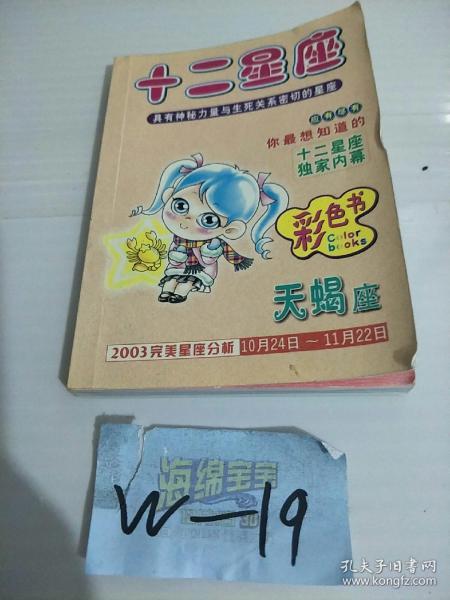 十二星座
具有神秘力量与生死关系密切的星座
应有尽有
你最想知道的
十二星座
独家内幕
彩色书
Color
books
天蝎座
2003完美星座分析 10月24日 ~ 11月22日
海绵宝宝
W-19
孔夫子旧书网
www.kongfz.com